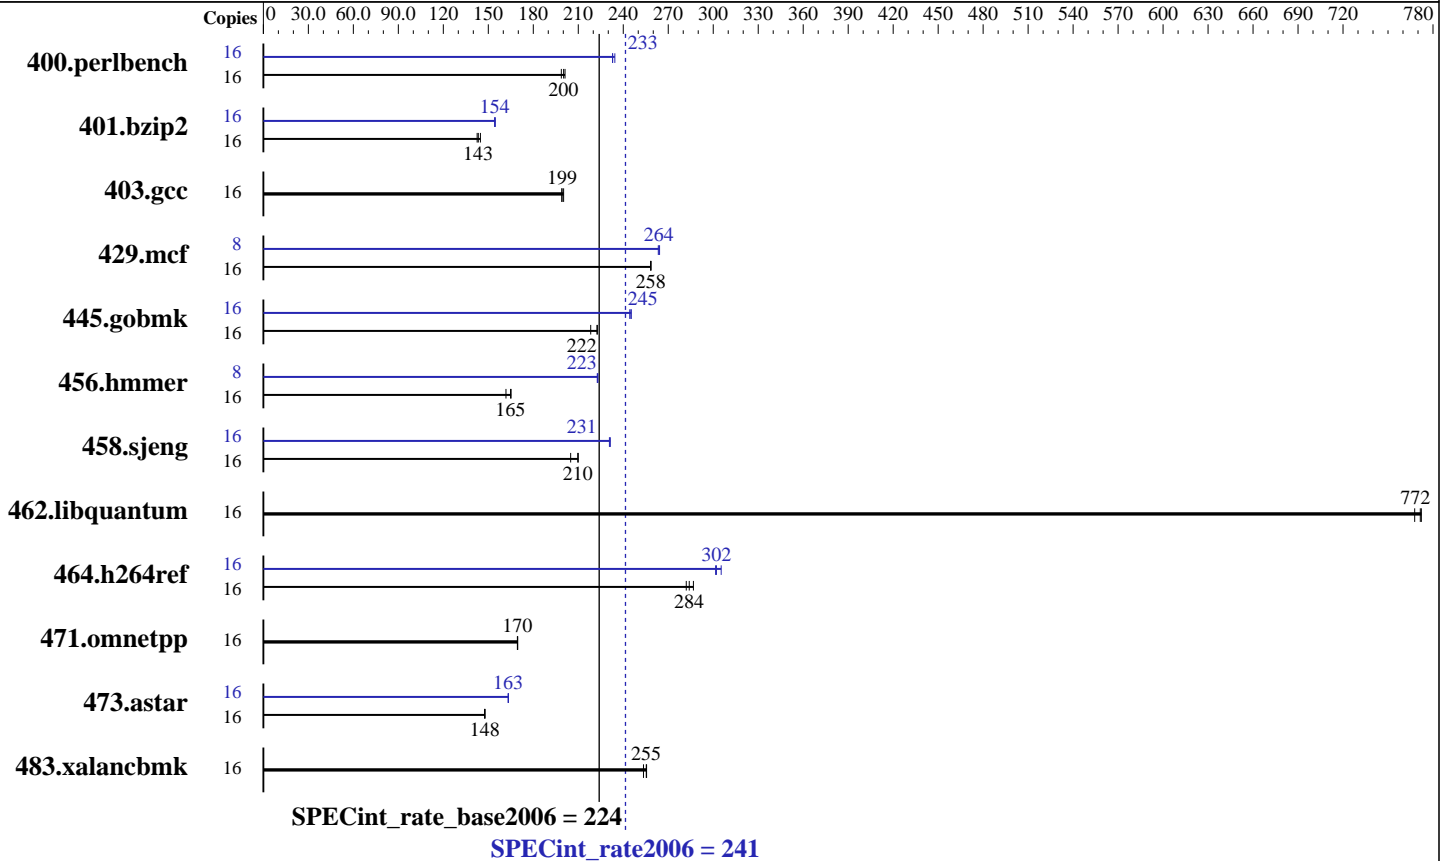 Copies 0 30.0 60.0 90.0 120 150 180 210 240 270 300 330 360 390 420 450 480 510 540 570 600 630 660 690 720 780
400.perlbench 16 233
16 200
401.bzip2 16 154
16 143
403.gcc 16 199
429.mcf 8 264
16 258
445.gobmk 16 245
16 222
456.hmmer 8 223
16 165
458.sjeng 16 231
16 210
462.libquantum 16 772
464.h264ref 16 302
16 284
471.omnetpp 16 170
473.astar 16 163
16 148
483.xalancbmk 16 255
SPECint_rate_base2006 = 224
SPECint_rate2006 = 241